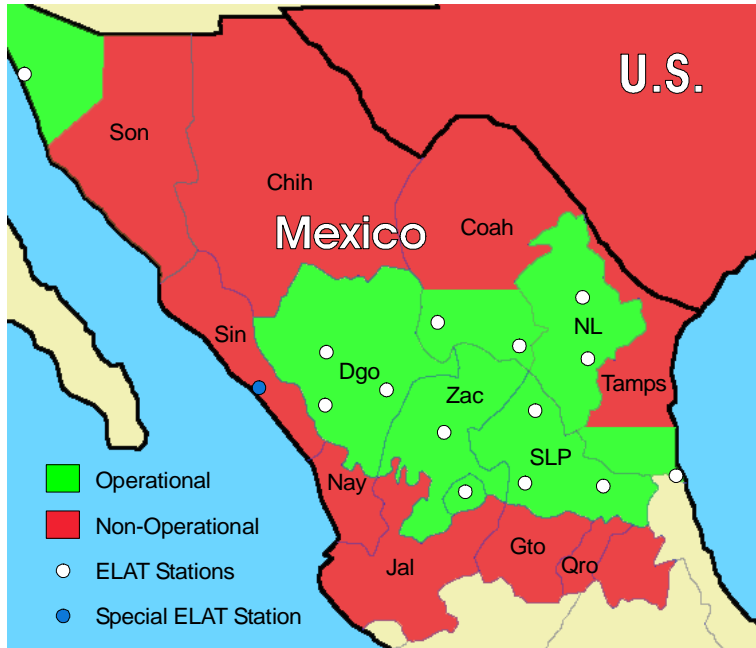 U.S.
Son
Chih
Mexico
Coah
Sin
NL
Dgo
Tamps
Zac
SLP
Nay
Jal
Gto
Qro
Operational
Non-Operational
ELAT Stations
Special ELAT Station